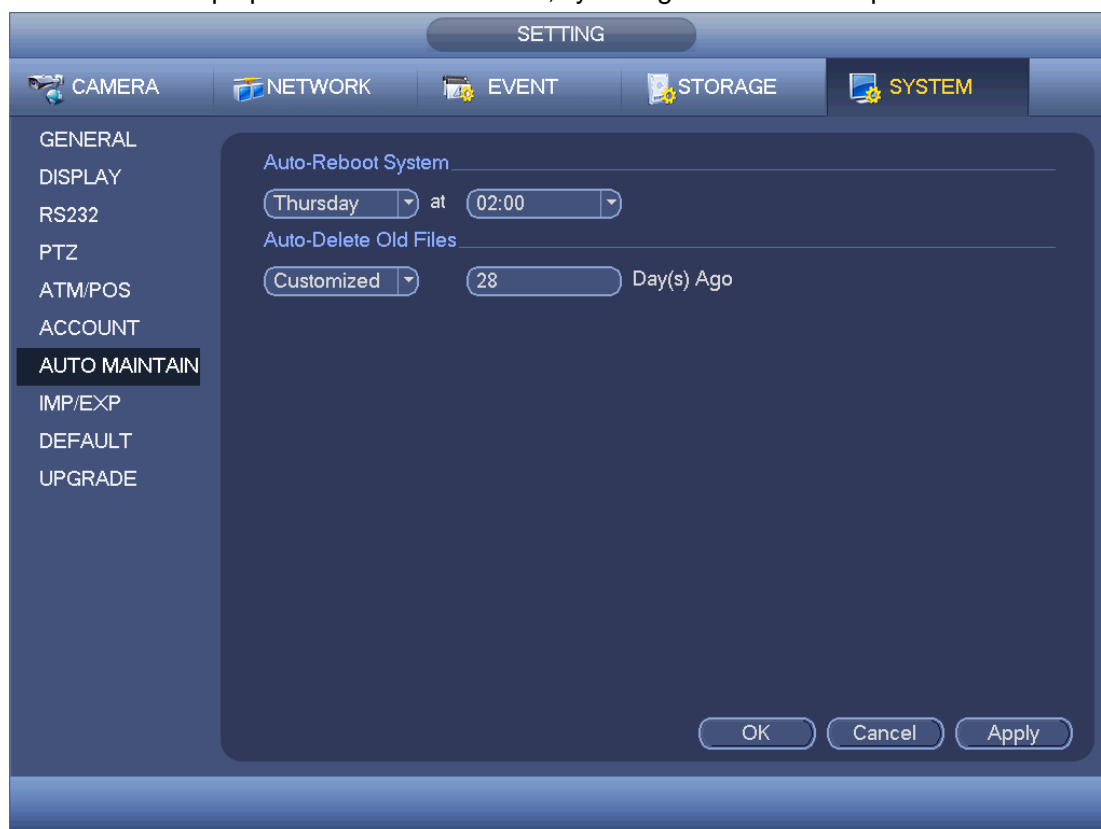 SETTING
CAMERA NETWORK EVENT STORAGE SYSTEM
GENERAL
DISPLAY
RS232
PTZ
ATM/POS
ACCOUNT
AUTO MAINTAIN
IMP/EXP
DEFAULT
UPGRADE
Auto-Reboot System
Thursday at 02:00
Auto-Delete Old Files
Customized 28 Day(s) Ago
OK Cancel Apply